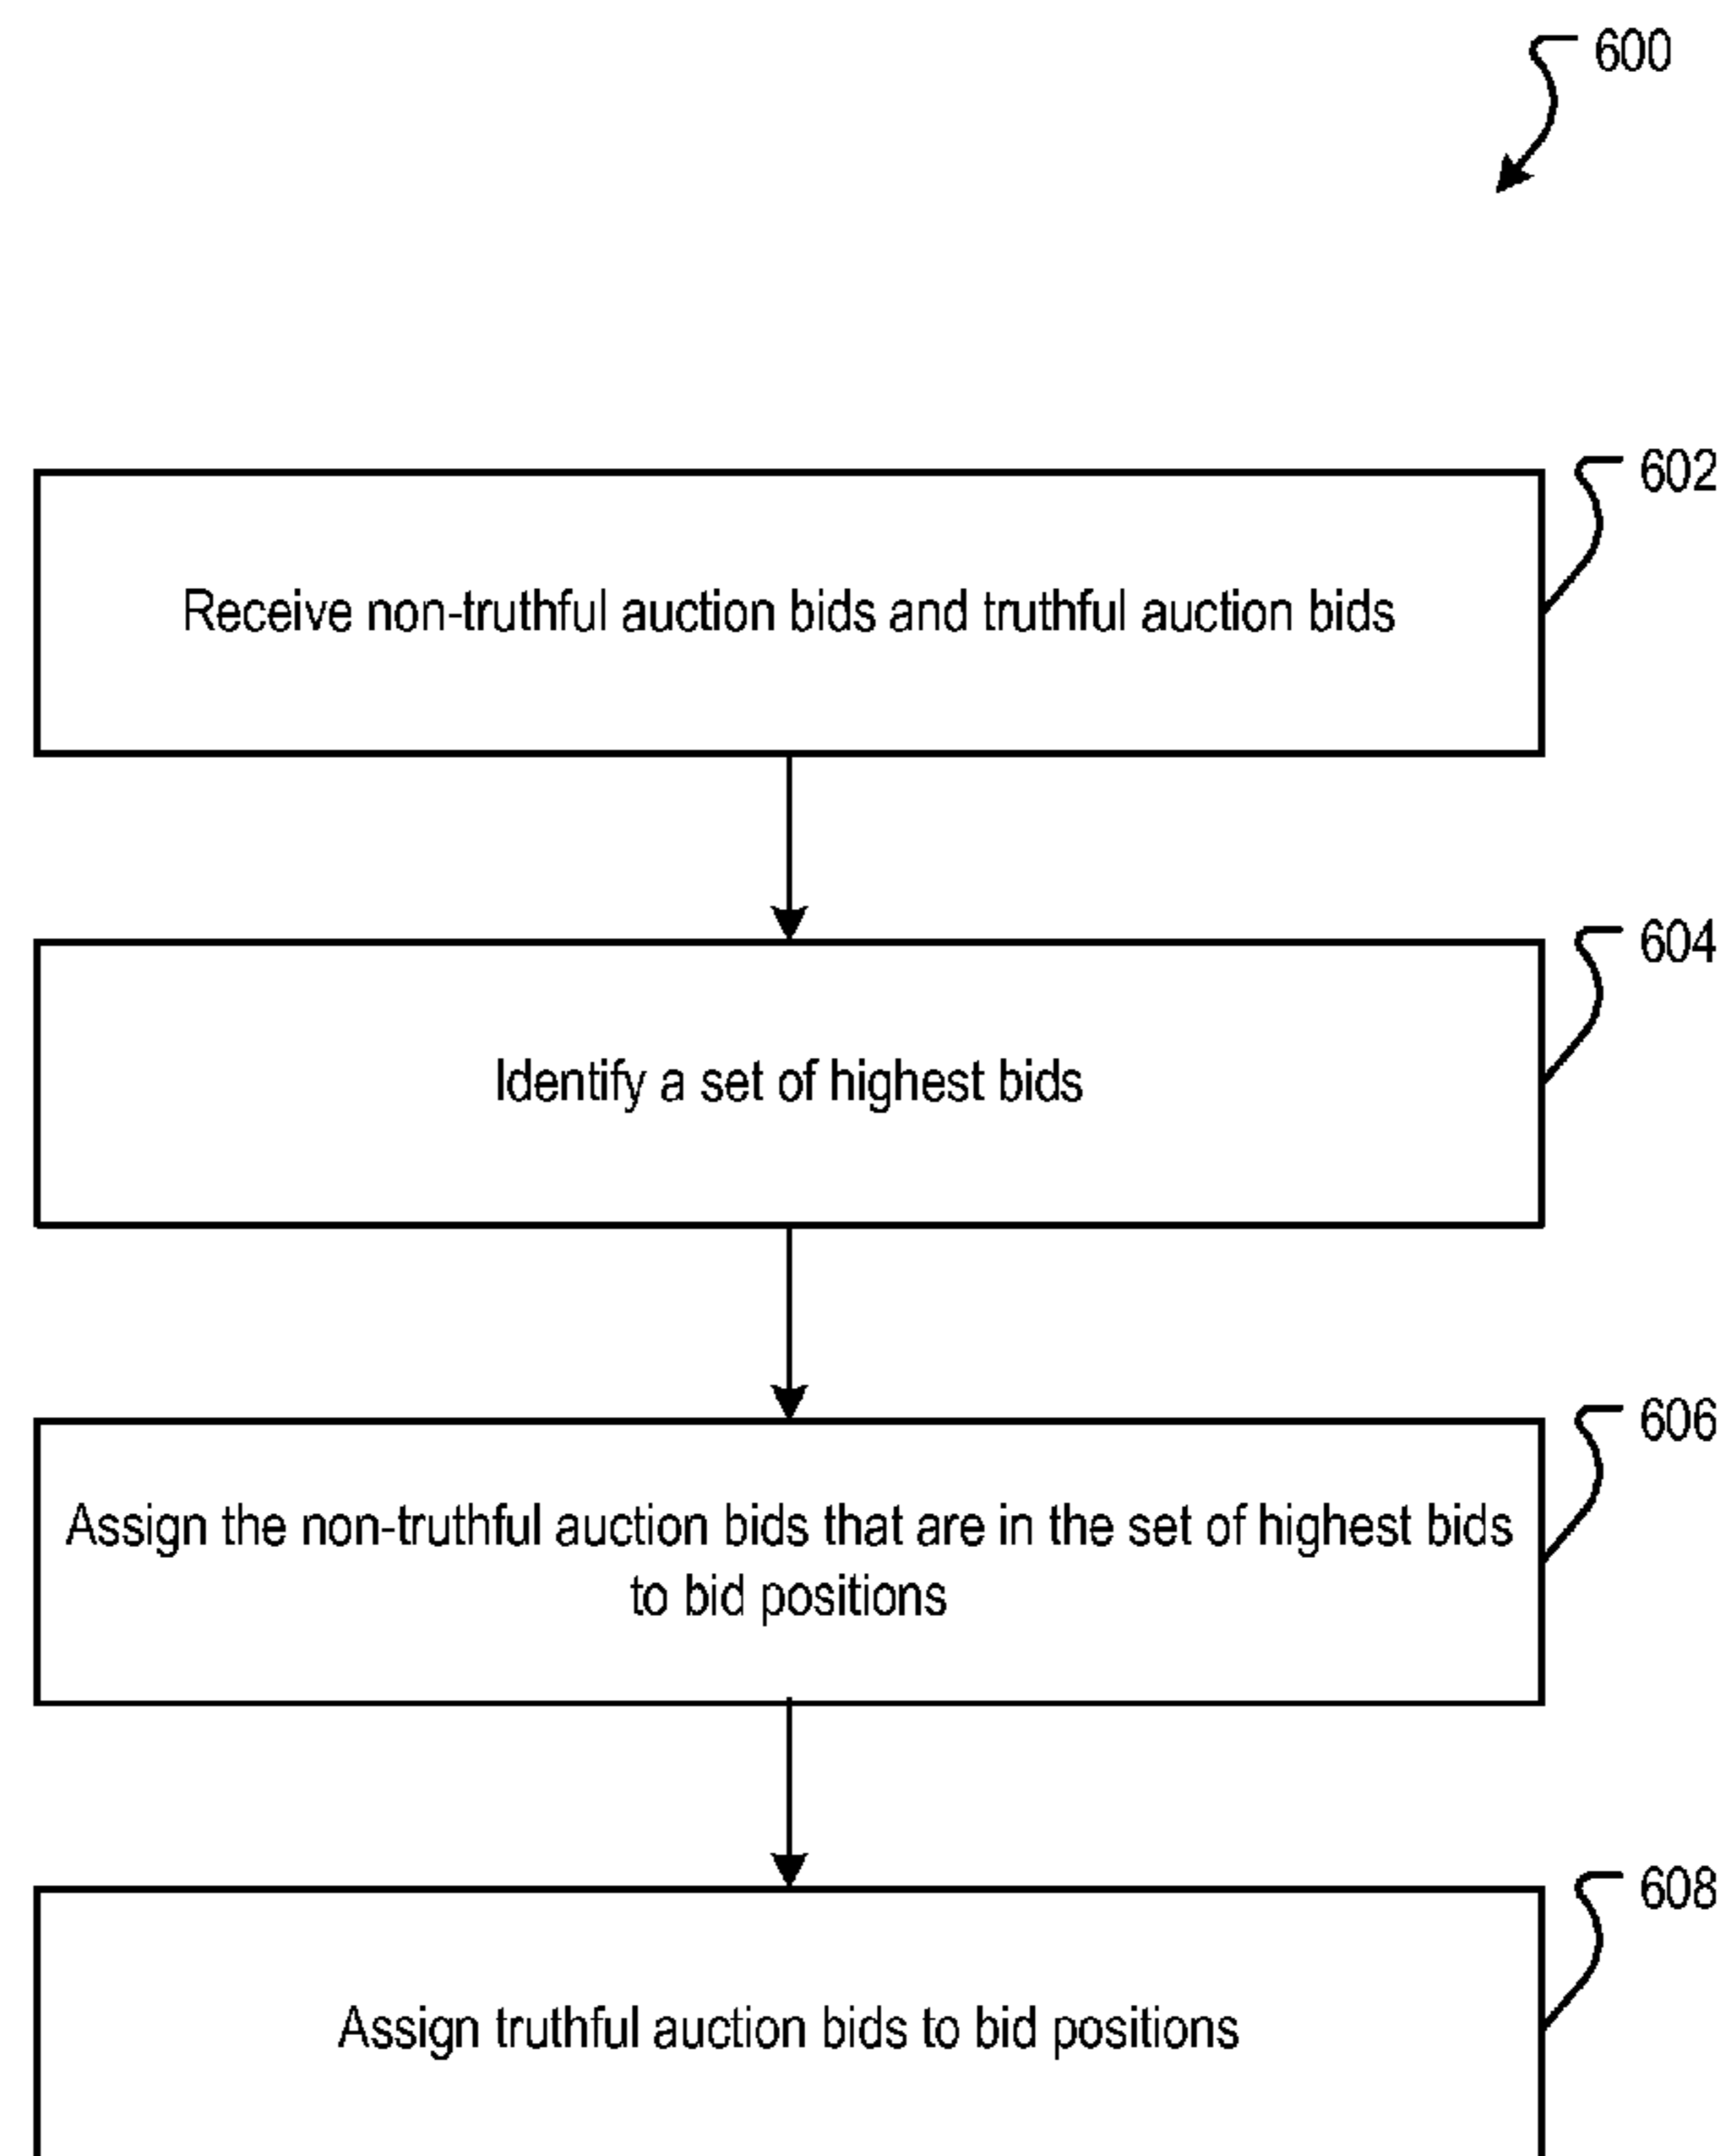 600
602
Receive non-truthful auction bids and truthful auction bids
604
Identify a set of highest bids
606
Assign the non-truthful auction bids that are in the set of highest bids
to bid positions
608
Assign truthful auction bids to bid positions